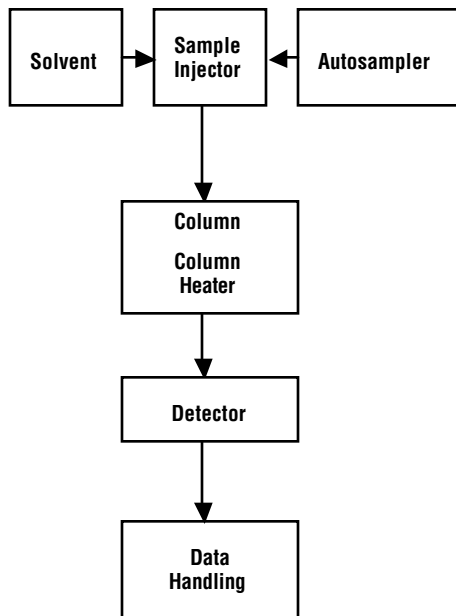 Solvent
Sample
Injector
Autosampler
Column
Column
Heater
Detector
Data
Handling